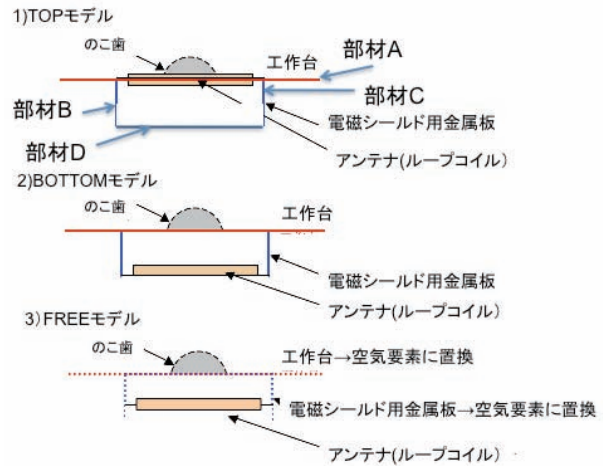 1)TOPモデル
のこ歯
工作台
部材A
部材B
部材C
電磁シールド用金属板
部材D
アンテナ(ループコイル)
2)BOTTOMモデル
のこ歯
工作台
電磁シールド用金属板
アンテナ(ループコイル)
3)FREEモデル
のこ歯
工作台→空気要素に置換
電磁シールド用金属板→空気要素に置換
アンテナ(ループコイル)